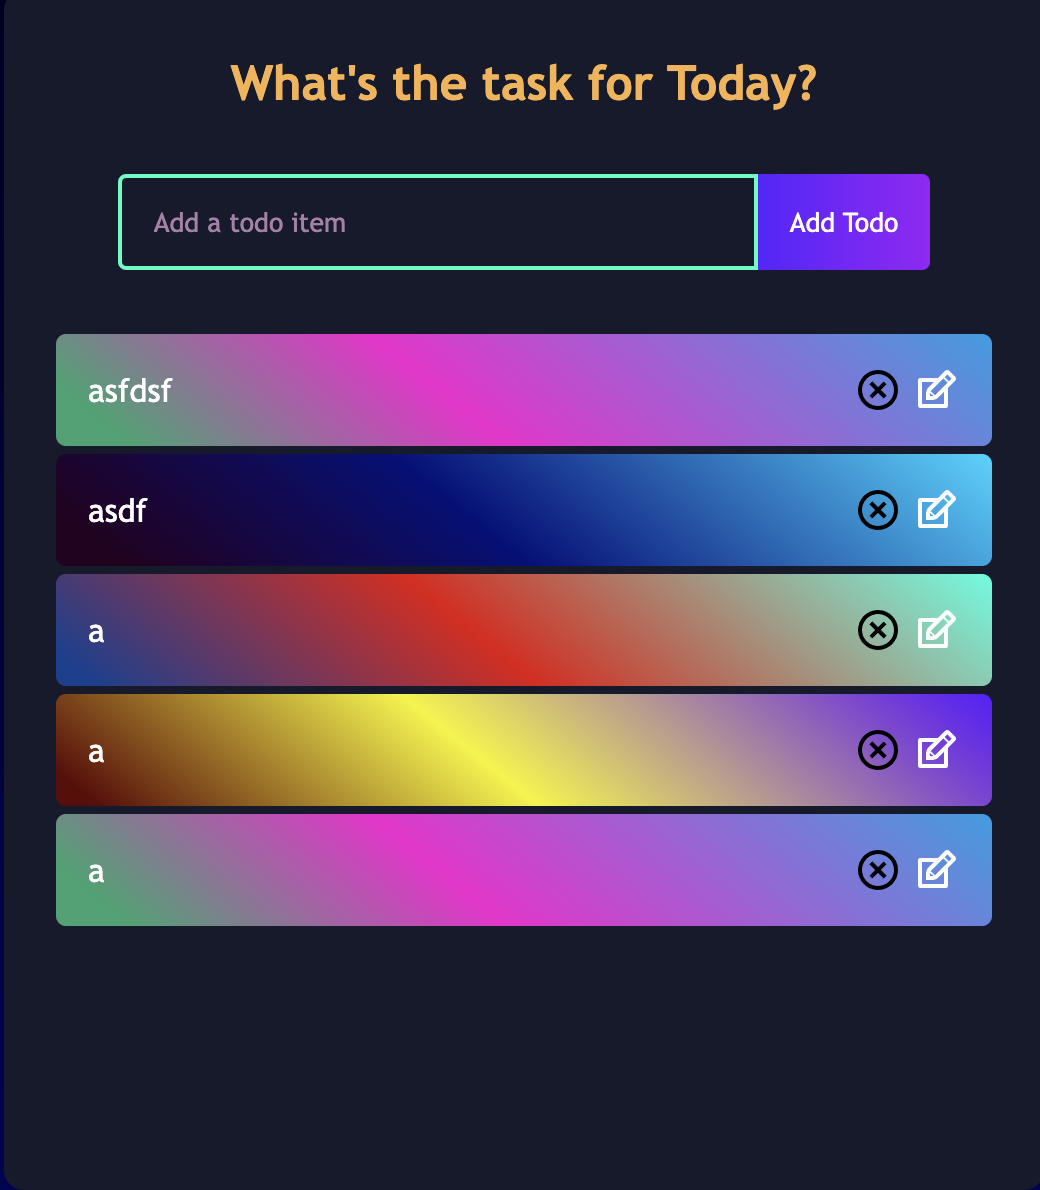 What's the task for Today?
Add a todo item
Add Todo
asfdsf
asdf
a
a
a